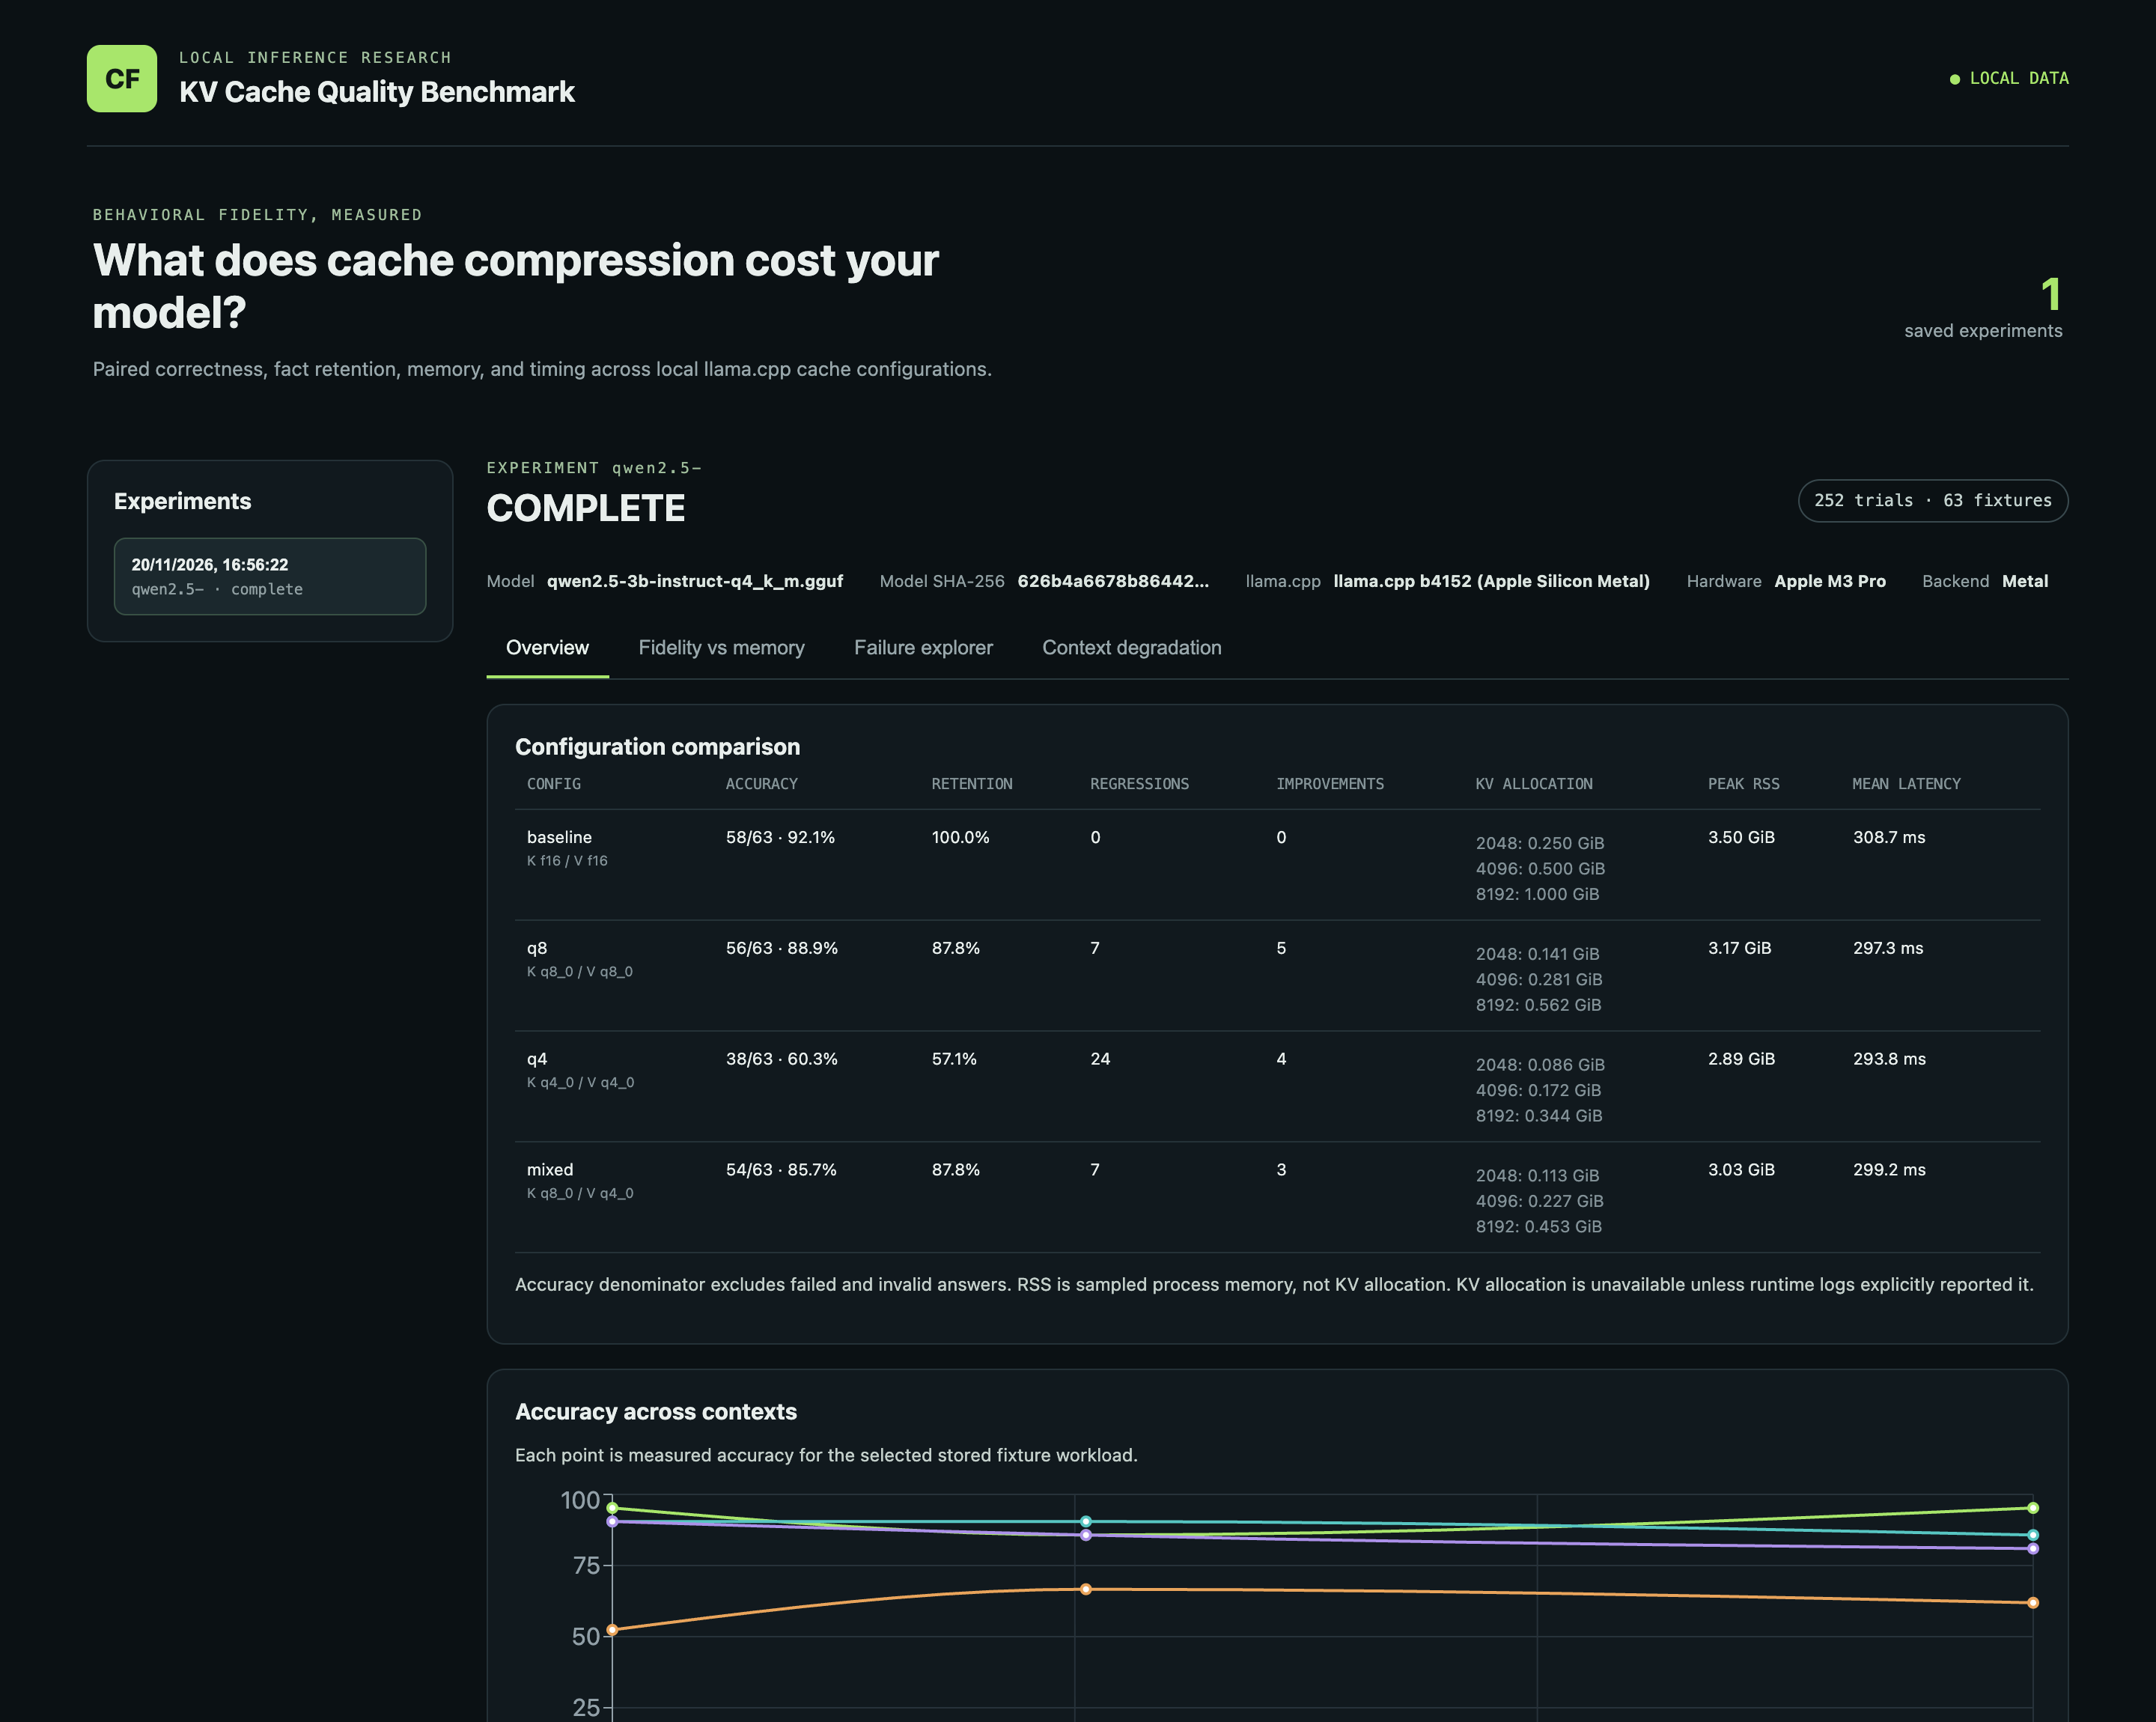 CF
LOCAL INFERENCE RESEARCH
KV Cache Quality Benchmark
LOCAL DATA
BEHAVIORAL FIDELITY, MEASURED
What does cache compression cost your
model?
Paired correctness, fact retention, memory, and timing across local llama.cpp cache configurations.
1
saved experiments
Experiments
20/11/2026, 16:56:22
qwen2.5- · complete
EXPERIMENT qwen2.5-
COMPLETE
252 trials · 63 fixtures
Model qwen2.5-3b-instruct-q4_k_m.gguf Model SHA-256 626b4a6678b86442... llama.cpp llama.cpp b4152 (Apple Silicon Metal) Hardware Apple M3 Pro Backend Metal
Overview Fidelity vs memory Failure explorer Context degradation
Configuration comparison
CONFIG ACCURACY RETENTION REGRESSIONS IMPROVEMENTS KV ALLOCATION PEAK RSS MEAN LATENCY
baseline 58/63 · 92.1% 100.0% 0 0 2048: 0.250 GiB 3.50 GiB 308.7 ms
K f16 / V f16 4096: 0.500 GiB
8192: 1.000 GiB
q8 56/63 · 88.9% 87.8% 7 5 2048: 0.141 GiB 3.17 GiB 297.3 ms
K q8_0 / V q8_0 4096: 0.281 GiB
8192: 0.562 GiB
q4 38/63 · 60.3% 57.1% 24 4 2048: 0.086 GiB 2.89 GiB 293.8 ms
K q4_0 / V q4_0 4096: 0.172 GiB
8192: 0.344 GiB
mixed 54/63 · 85.7% 87.8% 7 3 2048: 0.113 GiB 3.03 GiB 299.2 ms
K q8_0 / V q4_0 4096: 0.227 GiB
8192: 0.453 GiB
Accuracy denominator excludes failed and invalid answers. RSS is sampled process memory, not KV allocation. KV allocation is unavailable unless runtime logs explicitly reported it.
Accuracy across contexts
Each point is measured accuracy for the selected stored fixture workload.
100
75
50
25